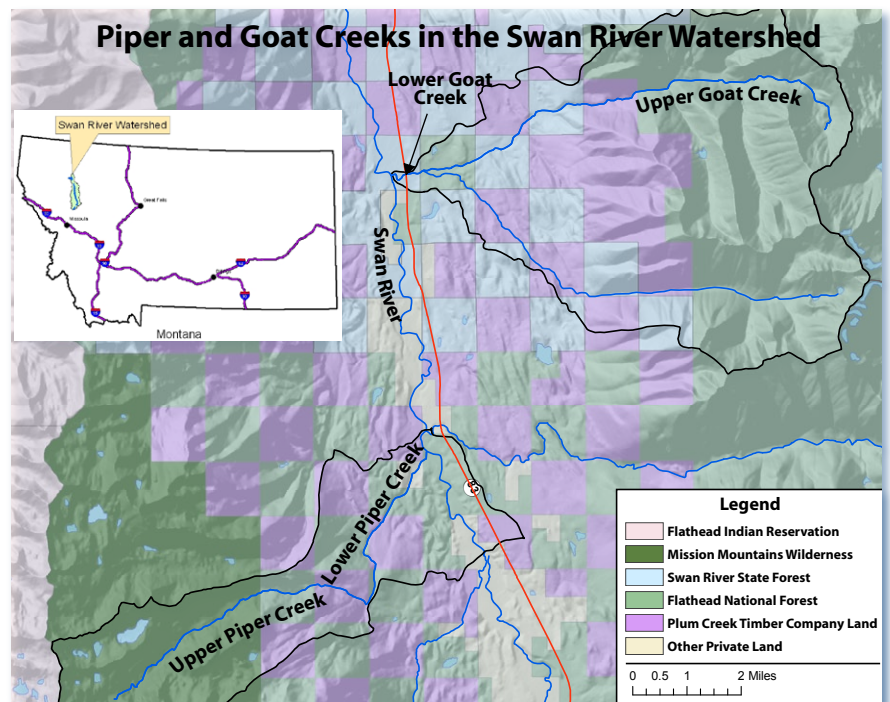 Piper and Goat Creeks in the Swan River Watershed
Lower Goat
Creek
Upper Goat Creek
Swan River Watershed
Great Falls
Missoula
Montana
Swan River
Lower Piper Creek
83
Upper Piper Creek
Legend
Flathead Indian Reservation
Mission Mountains Wilderness
Swan River State Forest
Flathead National Forest
Plum Creek Timber Company Land
Other Private Land
0 0.5 1 2 Miles